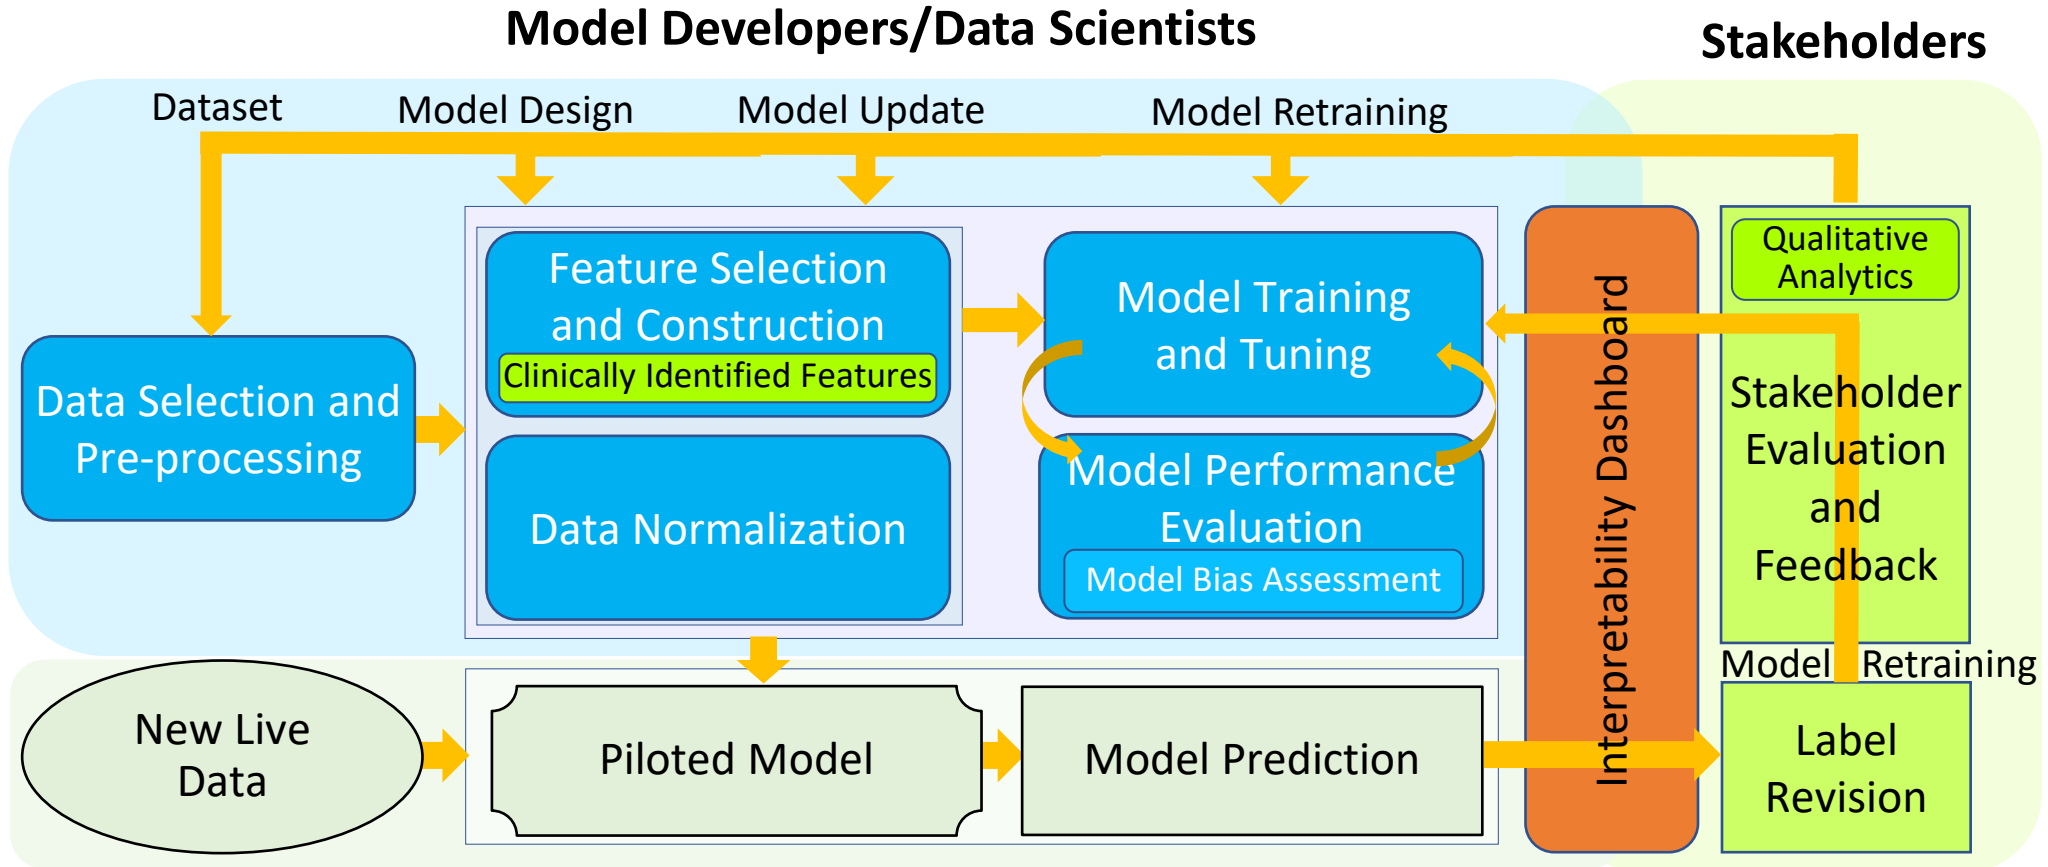 Model Developers/Data Scientists
Stakeholders
Dataset
Model Design
Model Update
Model Retraining
Feature Selection
and Construction
Clinically Identified Features
Model Training
and Tuning
Qualitative
Analytics
Data Selection and
Pre-processing
Data Normalization
Model Performance
Evaluation
Model Bias Assessment
Interpretability Dashboard
Stakeholder
Evaluation
and
Feedback
Model Retraining
New Live
Data
Piloted Model
Model Prediction
Label
Revision